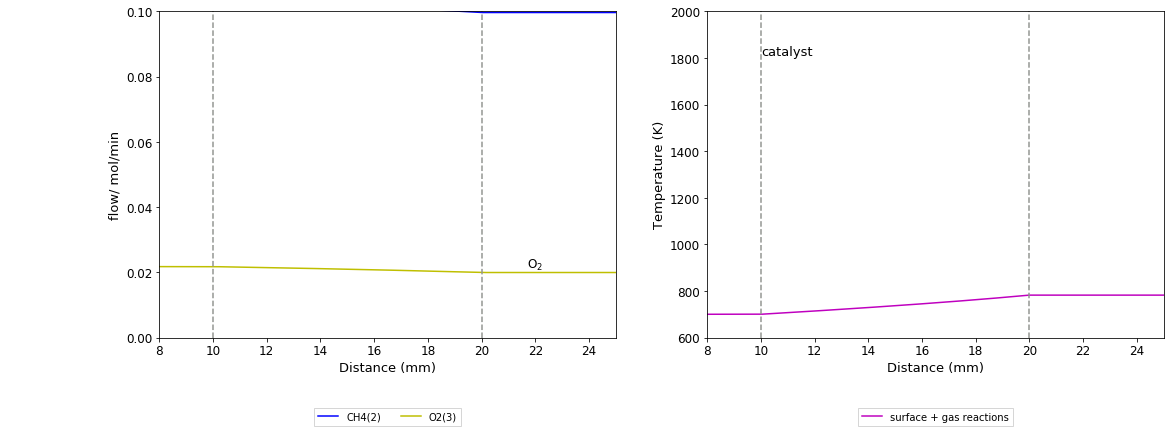 0.10
0.08
0.06
0.04
0.02
0.00
flow/ mol/min
O₂
8 10 12 14 16 18 20 22 24
Distance (mm)
CH4(2) O2(3)
2000
1800
1600
1400
1200
1000
800
600
Temperature (K)
catalyst
8 10 12 14 16 18 20 22 24
Distance (mm)
surface + gas reactions